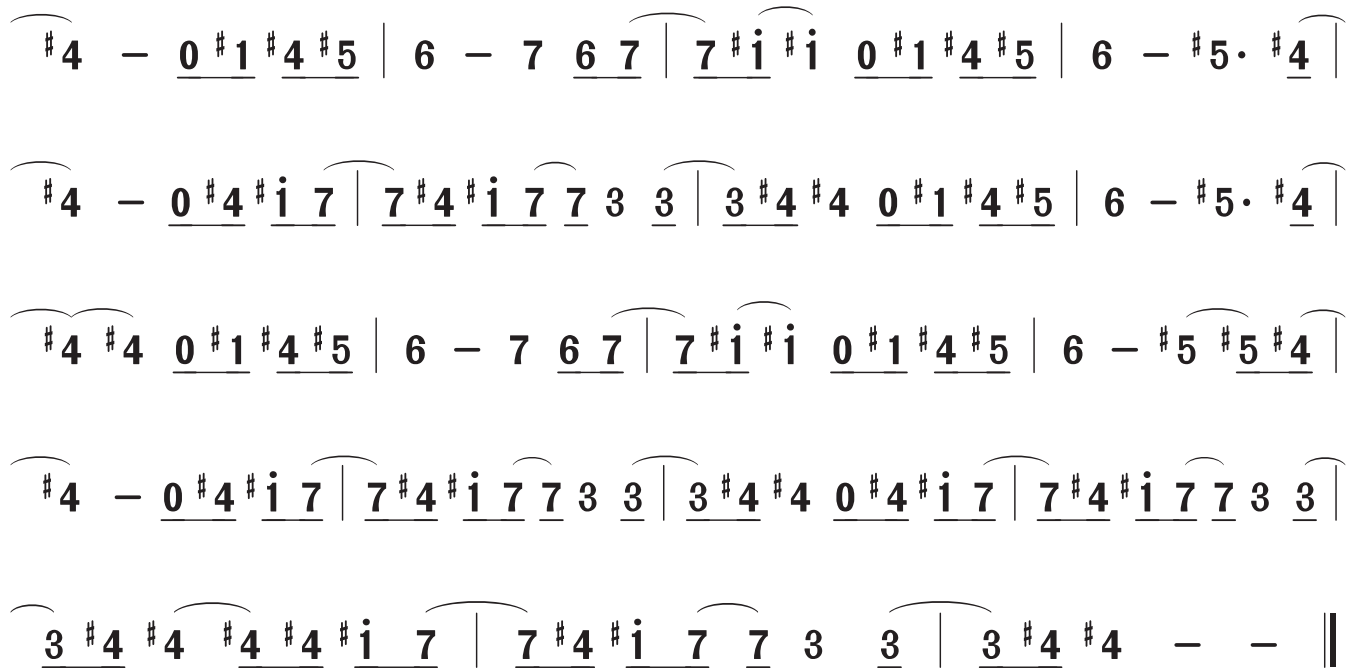 ♯4 – 0 ♯1 ♯4 ♯5 | 6 – 7 6 7 | 7 ♯i ♯i 0 ♯1 ♯4 ♯5 | 6 – ♯5· ♯4 |
♯4 – 0 ♯4 ♯i 7 | 7 ♯4 ♯i 7 7 3 3 | 3 ♯4 ♯4 0 ♯1 ♯4 ♯5 | 6 – ♯5· ♯4 |
♯4 ♯4 0 ♯1 ♯4 ♯5 | 6 – 7 6 7 | 7 ♯i ♯i 0 ♯1 ♯4 ♯5 | 6 – ♯5 ♯5 ♯4 |
♯4 – 0 ♯4 ♯i 7 | 7 ♯4 ♯i 7 7 3 3 | 3 ♯4 ♯4 0 ♯4 ♯i 7 | 7 ♯4 ♯i 7 7 3 3 |
3 ♯4 ♯4 ♯4 ♯4 ♯i 7 | 7 ♯4 ♯i 7 7 3 3 | 3 ♯4 ♯4 – – ‖